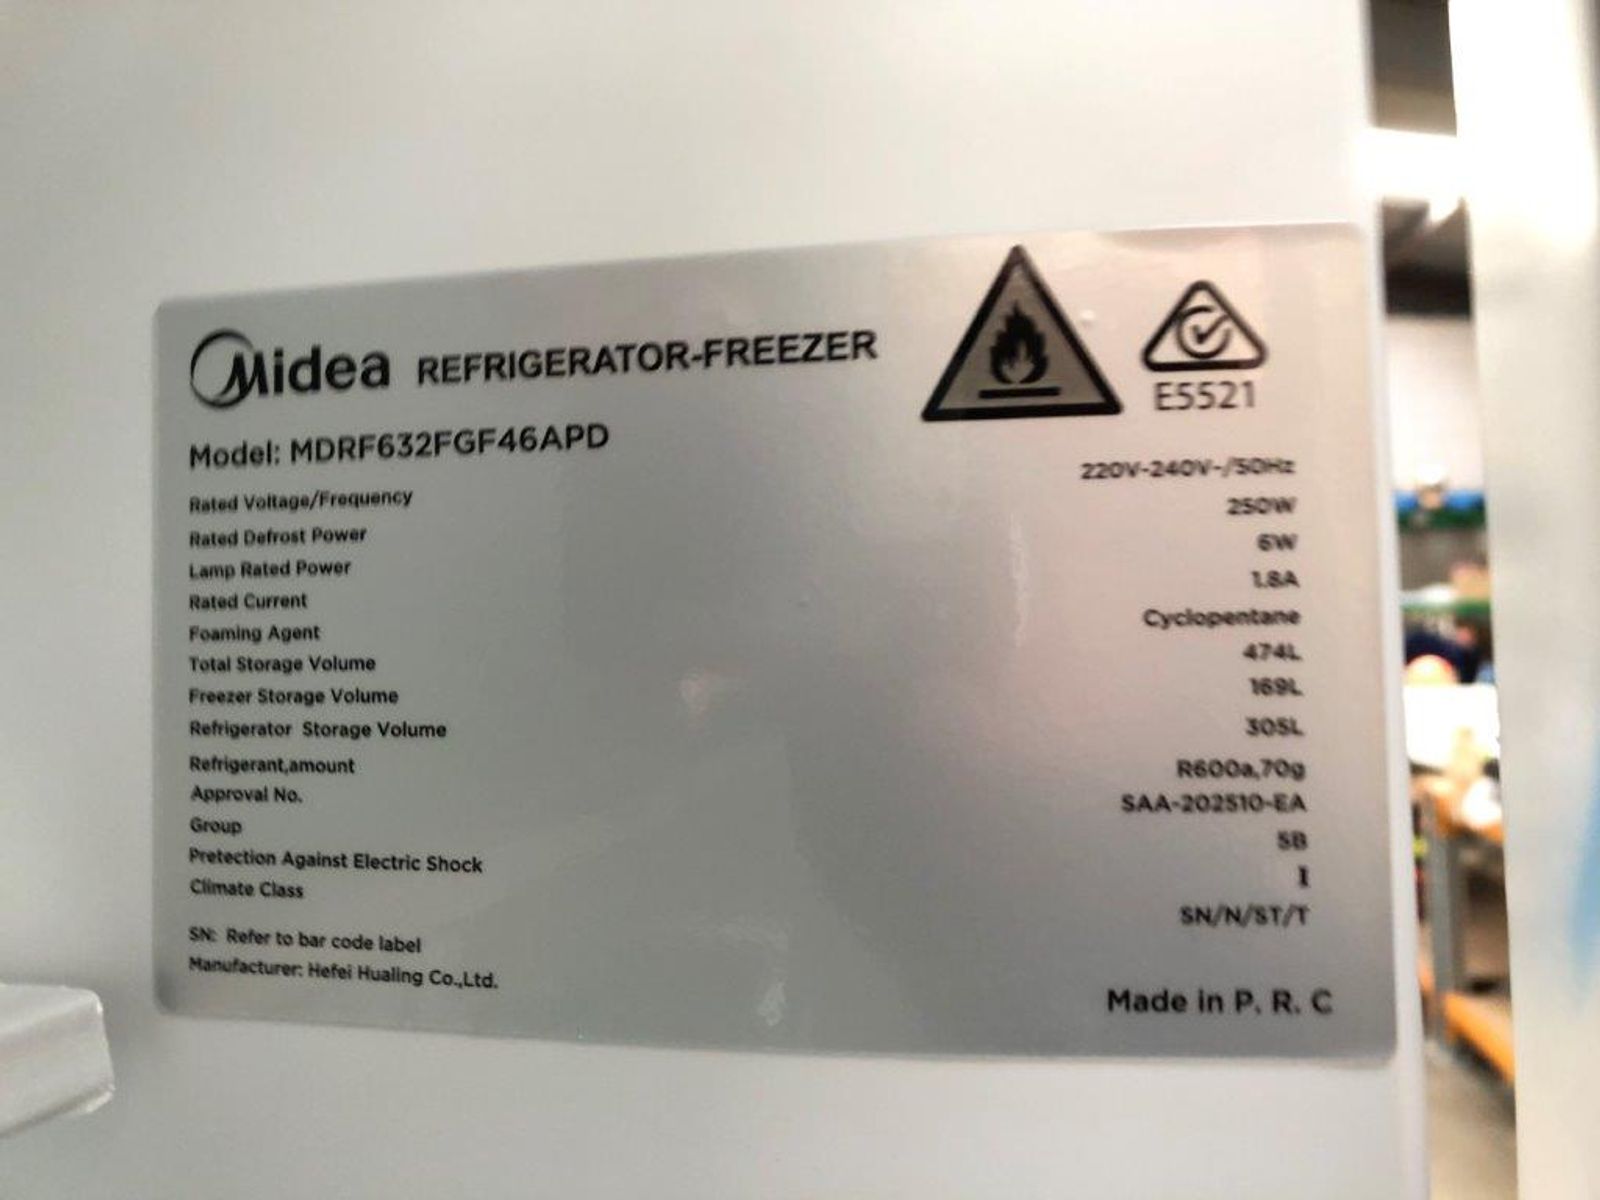 Midea REFRIGERATOR-FREEZER
E5521
Model: MDRF632FGF46APD
Rated Voltage/Frequency 220V-240V~/50Hz
Rated Defrost Power 250W
Lamp Rated Power 6W
Rated Current 1.8A
Foaming Agent Cyclopentane
Total Storage Volume 474L
Freezer Storage Volume 169L
Refrigerator Storage Volume 305L
Refrigerant,amount R600a,70g
Approval No. SAA-202510-EA
Group 5B
Pretection Against Electric Shock I
Climate Class SN/N/ST/T
SN: Refer to bar code label
Manufacturer: Hefei Hualing Co.,Ltd.
Made in P. R. C